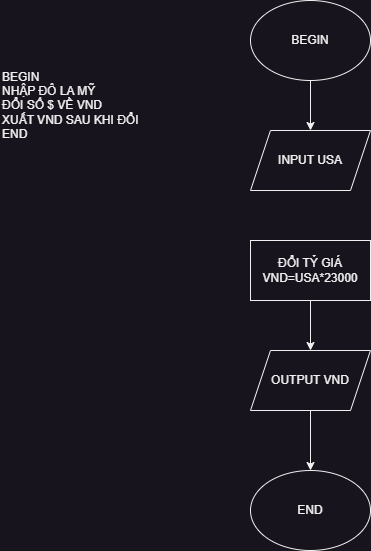 BEGIN
NHẬP ĐÔ LA MỸ
ĐỔI SỐ $ VỀ VND
XUẤT VND SAU KHI ĐỔI
END
BEGIN
INPUT USA
ĐỔI TỶ GIÁ
VND=USA*23000
OUTPUT VND
END